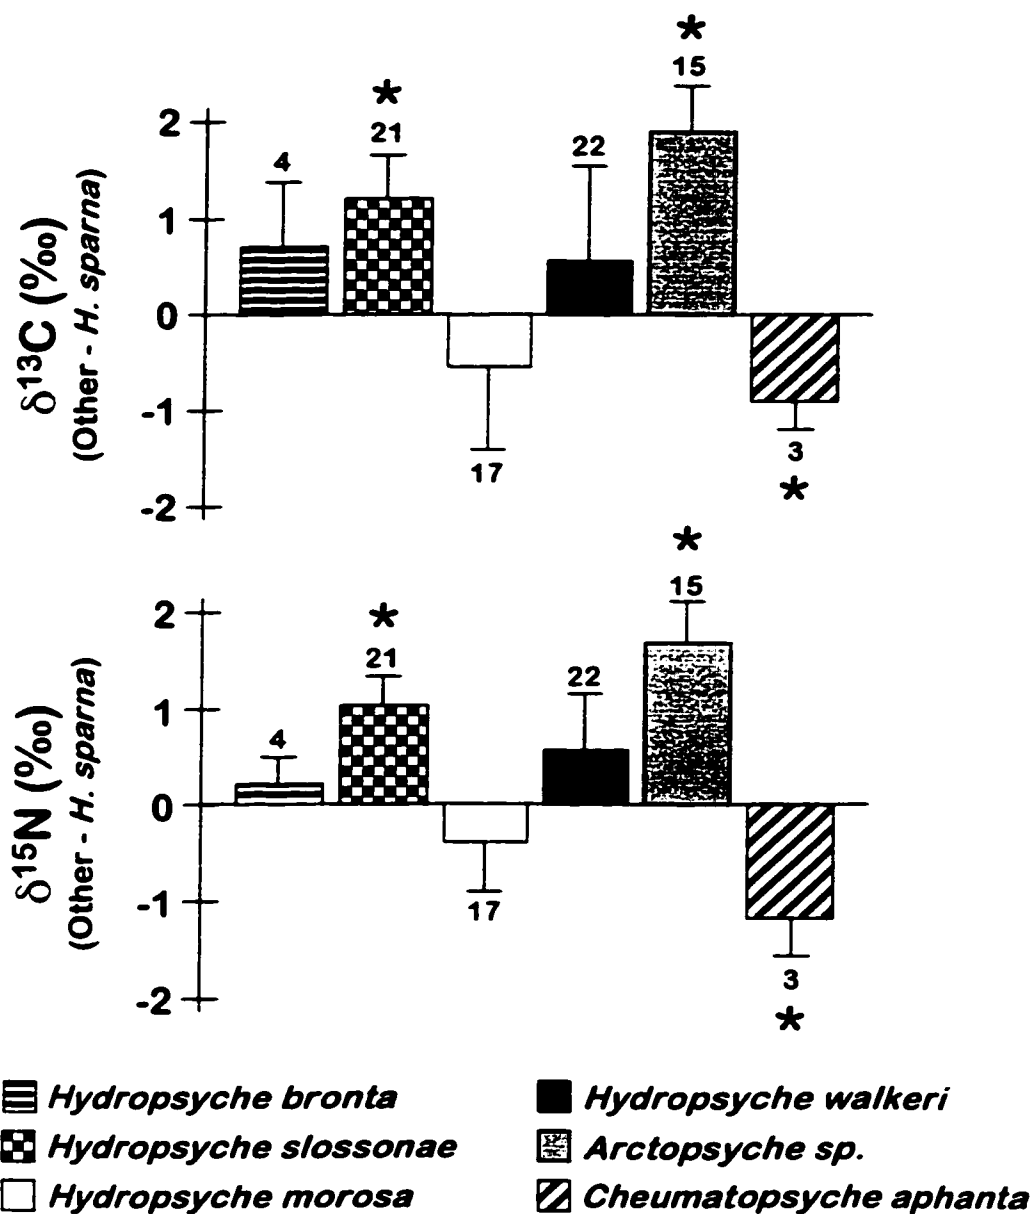 *
15
*
21
22
4
2
1
0
-1
-2
δ13C (‰)
(Other - H. sparna)
17
3
*
*
15
*
21
22
4
2
1
0
-1
-2
δ15N (‰)
(Other - H. sparna)
17
3
*
Hydropsyche bronta
Hydropsyche slossonae
Hydropsyche morosa
Hydropsyche walkeri
Arctopsyche sp.
Cheumatopsyche aphanta